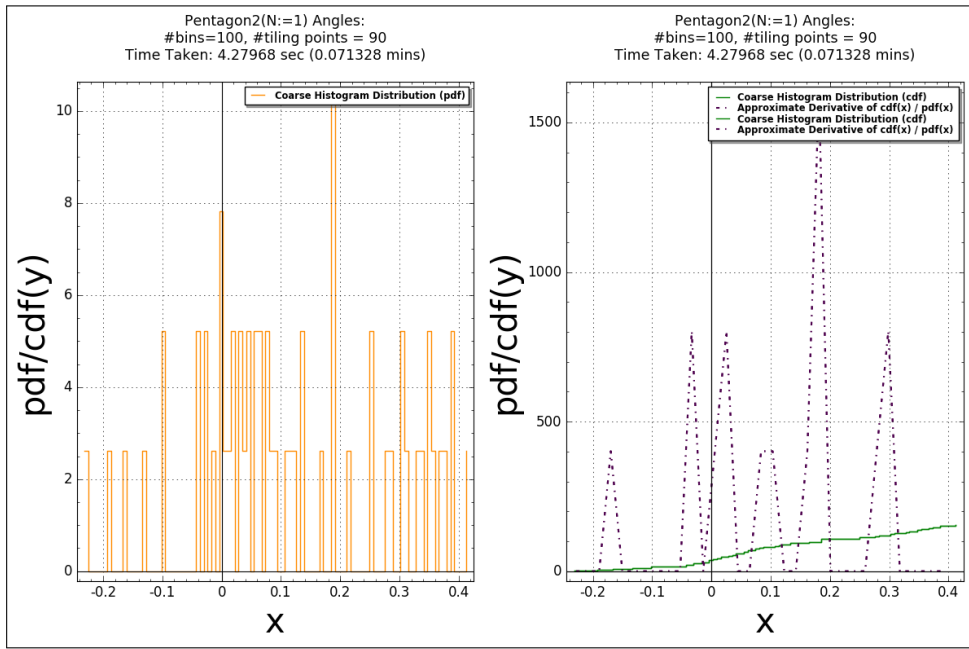 Pentagon2(N:=1) Angles:
#bins=100, #tiling points = 90
Time Taken: 4.27968 sec (0.071328 mins)
Coarse Histogram Distribution (pdf)
10
8
6
4
2
0
pdf/cdf(y)
-0.2 -0.1 0 0.1 0.2 0.3 0.4
x
Pentagon2(N:=1) Angles:
#bins=100, #tiling points = 90
Time Taken: 4.27968 sec (0.071328 mins)
Coarse Histogram Distribution (cdf)
Approximate Derivative of cdf(x) / pdf(x)
Coarse Histogram Distribution (cdf)
Approximate Derivative of cdf(x) / pdf(x)
1500
1000
500
0
pdf/cdf(y)
-0.2 -0.1 0 0.1 0.2 0.3 0.4
x